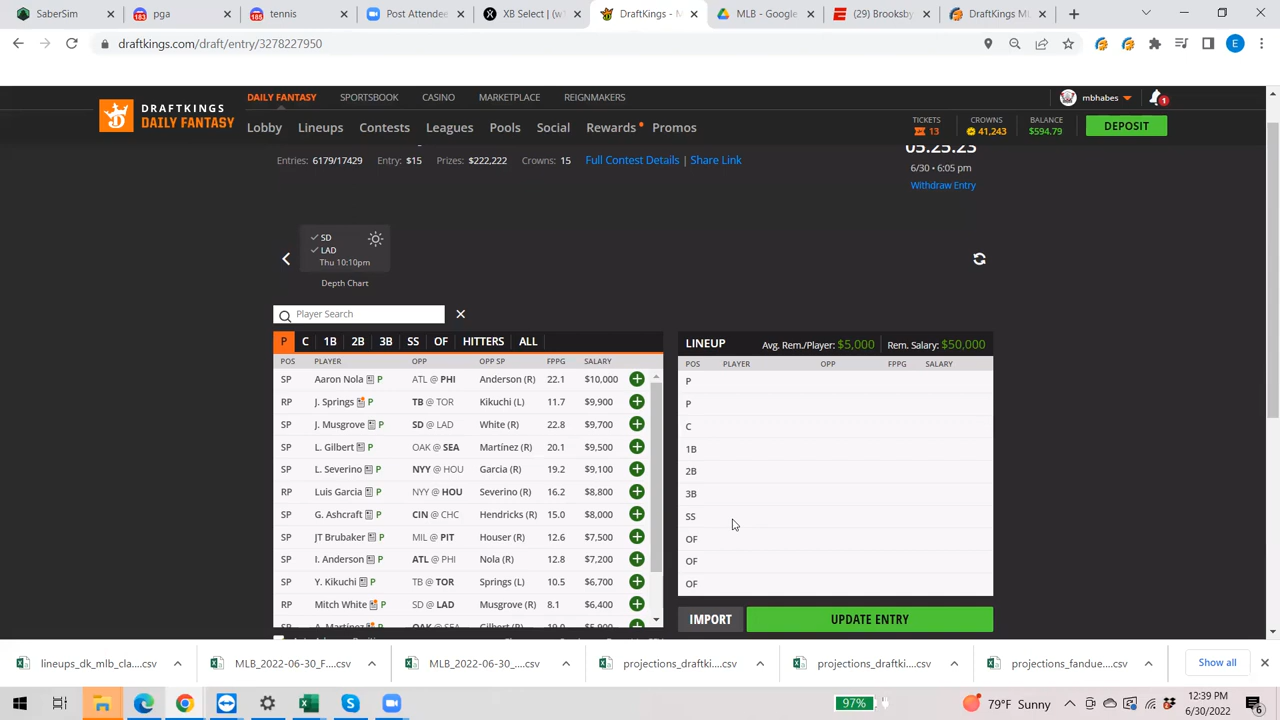 SaberSim
pga
tennis
Post Attendee
XB Select | (w
DraftKings - M
MLB - Google
(29) Brooksby
DraftKings ML
draftkings.com/draft/entry/3278227950
E
DAILY FANTASY SPORTSBOOK CASINO MARKETPLACE REIGNMAKERS
mbhabes
1
DRAFTKINGS
DAILY FANTASY
Lobby Lineups Contests Leagues Pools Social Rewards Promos
TICKETS
13
CROWNS
41,243
BALANCE
$594.79
DEPOSIT
Entries: 6179/17429 Entry: $15 Prizes: $222,222 Crowns: 15 Full Contest Details | Share Link
05:25:23
6/30 • 6:05 pm
Withdraw Entry
SD
LAD
Thu 10:10pm
Depth Chart
Player Search
P C 1B 2B 3B SS OF HITTERS ALL
POS PLAYER OPP OPP SP FPPG SALARY
SP Aaron Nola P ATL @ PHI Anderson (R) 22.1 $10,000
RP J. Springs P TB @ TOR Kikuchi (L) 11.7 $9,900
SP J. Musgrove P SD @ LAD White (R) 22.8 $9,700
SP L. Gilbert P OAK @ SEA Martínez (R) 20.1 $9,500
SP L. Severino P NYY @ HOU Garcia (R) 19.2 $9,100
RP Luis Garcia P NYY @ HOU Severino (R) 16.2 $8,800
SP G. Ashcraft P CIN @ CHC Hendricks (R) 15.0 $8,000
SP JT Brubaker P MIL @ PIT Houser (R) 12.6 $7,500
SP I. Anderson P ATL @ PHI Nola (R) 12.8 $7,200
SP Y. Kikuchi P TB @ TOR Springs (L) 10.5 $6,700
RP Mitch White P SD @ LAD Musgrove (R) 8.1 $6,400
LINEUP Avg. Rem./Player: $5,000 Rem. Salary: $50,000
POS PLAYER OPP FPPG SALARY
P
P
C
1B
2B
3B
SS
OF
OF
OF
IMPORT
UPDATE ENTRY
lineups_dk_mlb_cla....csv
MLB_2022-06-30_F....csv
MLB_2022-06-30_....csv
projections_draftki....csv
projections_draftki....csv
projections_fandue....csv
Show all
97%
79°F Sunny
12:39 PM
6/30/2022
6